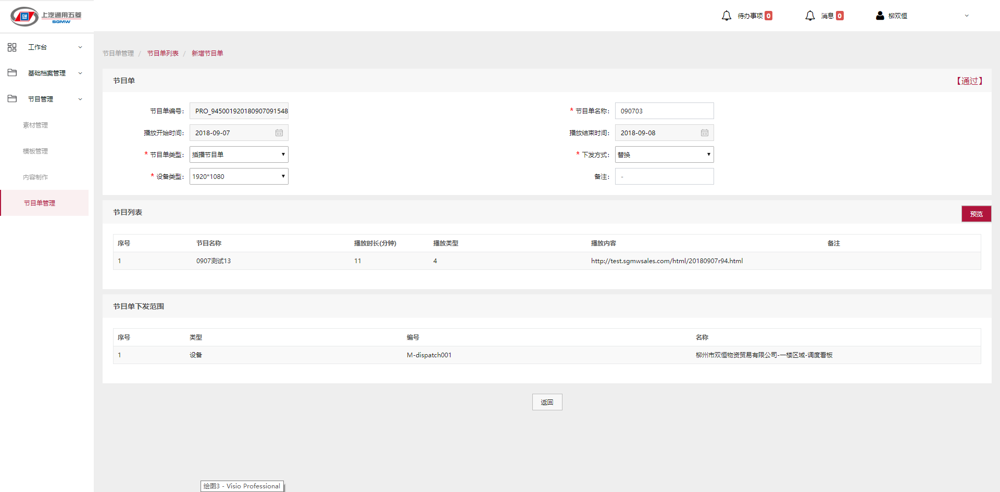 上汽通用五菱
SGMW
GM
待办事项 0
消息 0
柳双恒
工作台
基础档案管理
节目管理
素材管理
模板管理
内容制作
节目单管理
节目单管理 / 节目单列表 / 新增节目单
节目单
【通过】
节目单编号: PRO_945001920180907091548
* 节目单名称: 090703
播放开始时间: 2018-09-07
播放结束时间: 2018-09-08
* 节目单类型: 插播节目单
* 下发方式: 替换
* 设备类型: 1920*1080
备注: -
节目列表
预览
序号 节目名称 播放时长(分钟) 播放类型 播放内容 备注
1 0907测试13 11 4 http://test.sgmwsales.com/html/20180907r94.html
节目单下发范围
序号 类型 编号 名称
1 设备 M-dispatch001 柳州市双恒物资贸易有限公司-一楼区域-调度看板
返回
绘图3 - Visio Professional